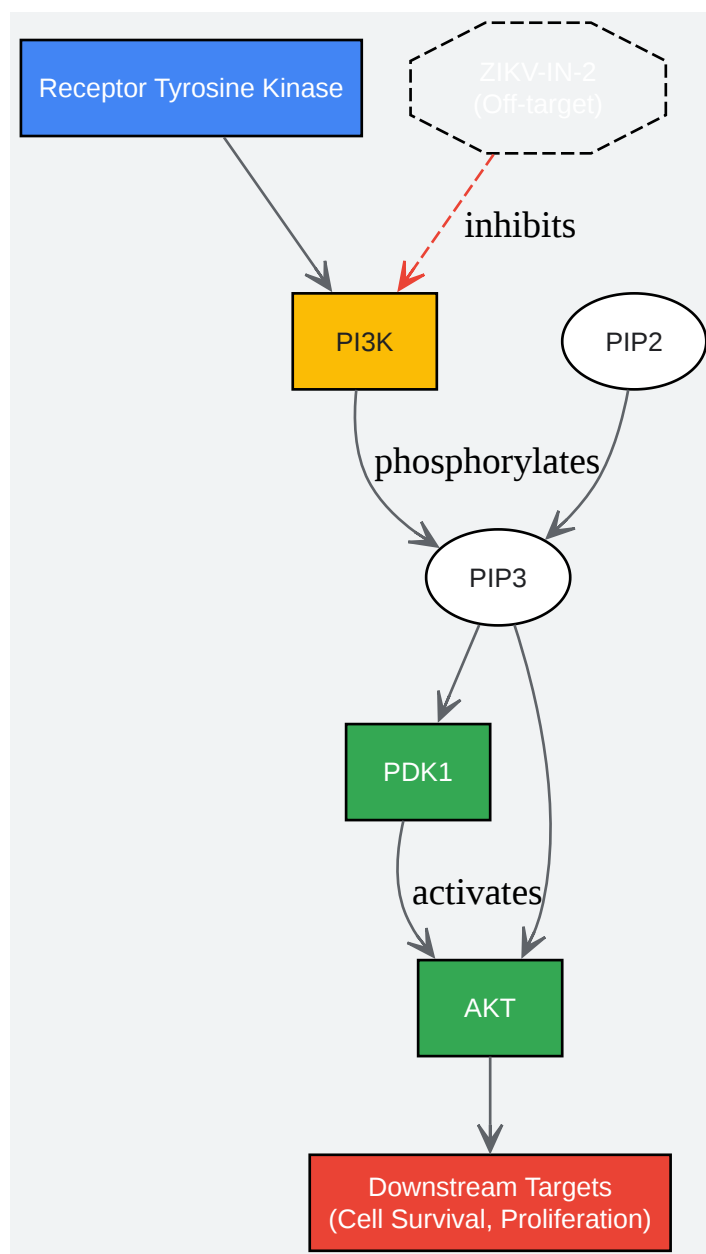 Receptor Tyrosine Kinase
ZIKV-IN-2
(Off-target)
inhibits
PI3K
PIP2
phosphorylates
PIP3
PDK1
activates
AKT
Downstream Targets
(Cell Survival, Proliferation)